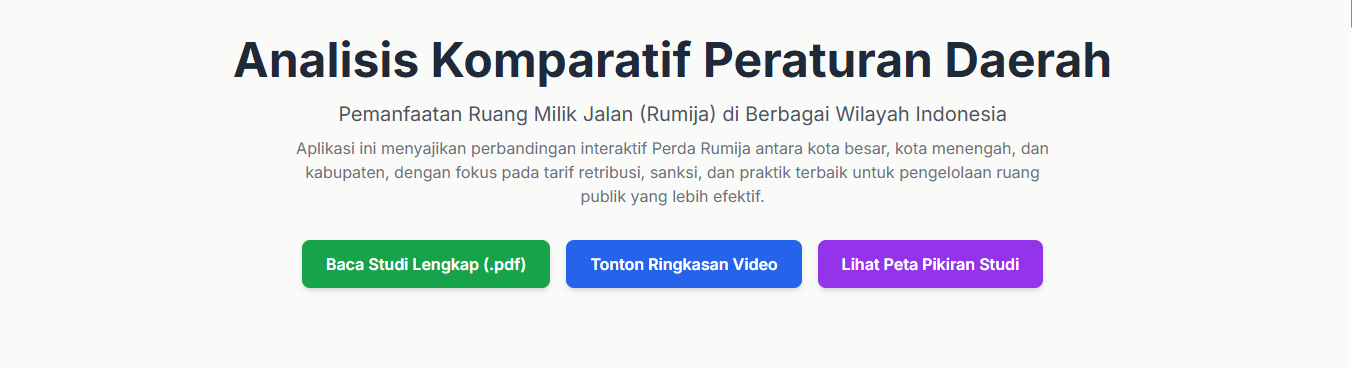 Analisis Komparatif Peraturan Daerah
Pemanfaatan Ruang Milik Jalan (Rumija) di Berbagai Wilayah Indonesia
Aplikasi ini menyajikan perbandingan interaktif Perda Rumija antara kota besar, kota menengah, dan
kabupaten, dengan fokus pada tarif retribusi, sanksi, dan praktik terbaik untuk pengelolaan ruang
publik yang lebih efektif.
Baca Studi Lengkap (.pdf)
Tonton Ringkasan Video
Lihat Peta Pikiran Studi